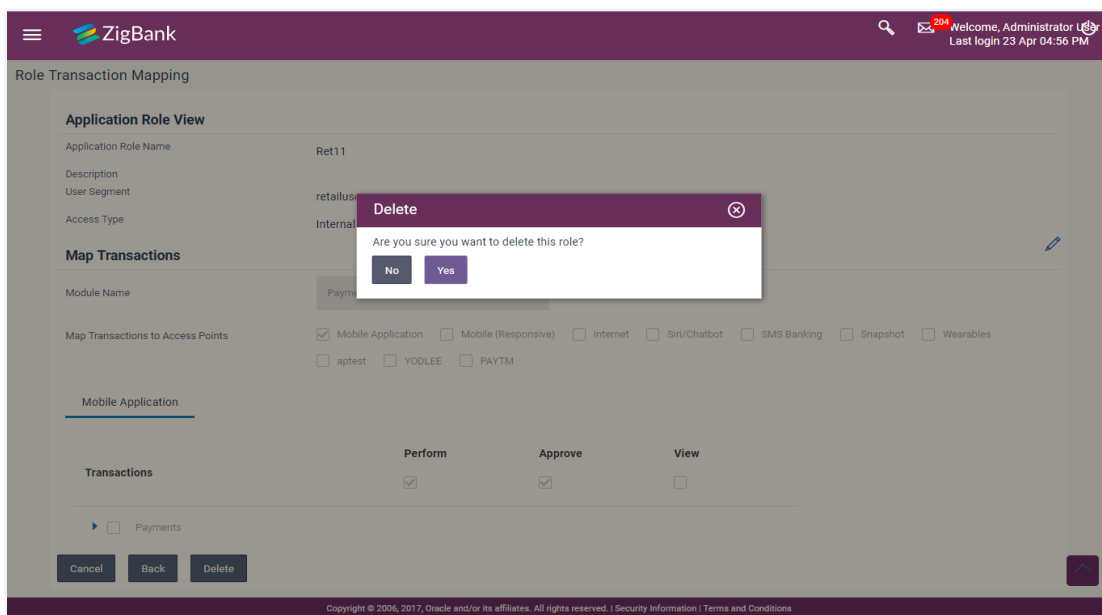 ZigBank
204
Welcome, Administrator User
Last login 23 Apr 04:56 PM
Role Transaction Mapping
Application Role View
Application Role Name Ret11
Description
User Segment retailuse
Access Type Internal
Delete
Are you sure you want to delete this role?
No Yes
Map Transactions
Module Name Payme
Map Transactions to Access Points Mobile Application Mobile (Responsive) Internet Siri/Chatbot SMS Banking Snapshot Wearables
aptest YODLEE PAYTM
Mobile Application
Perform Approve View
Transactions
Payments
Cancel Back Delete
Copyright © 2006, 2017, Oracle and/or its affiliates. All rights reserved. | Security Information | Terms and Conditions